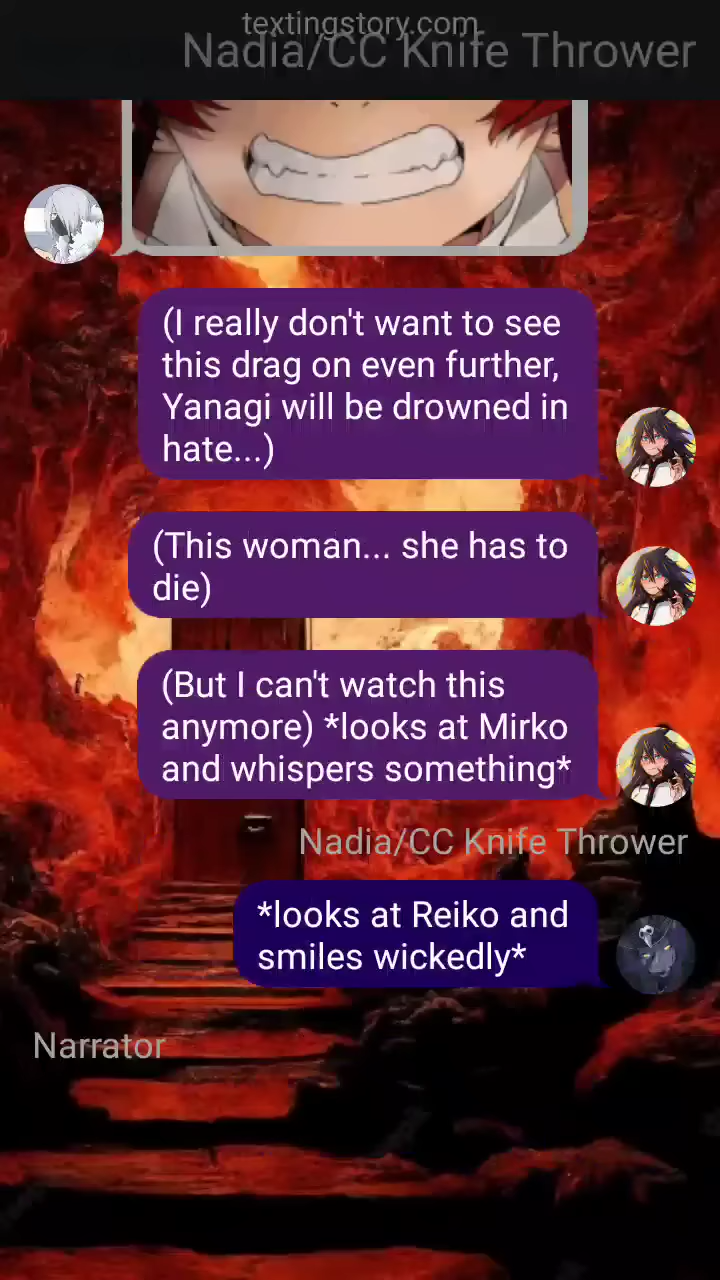 textingstory.com
Nadia/CC Knife Thrower
(I really don't want to see
this drag on even further,
Yanagi will be drowned in
hate...)
(This woman... she has to
die)
(But I can't watch this
anymore) *looks at Mirko
and whispers something*
Nadia/CC Knife Thrower
*looks at Reiko and
smiles wickedly*
Narrator